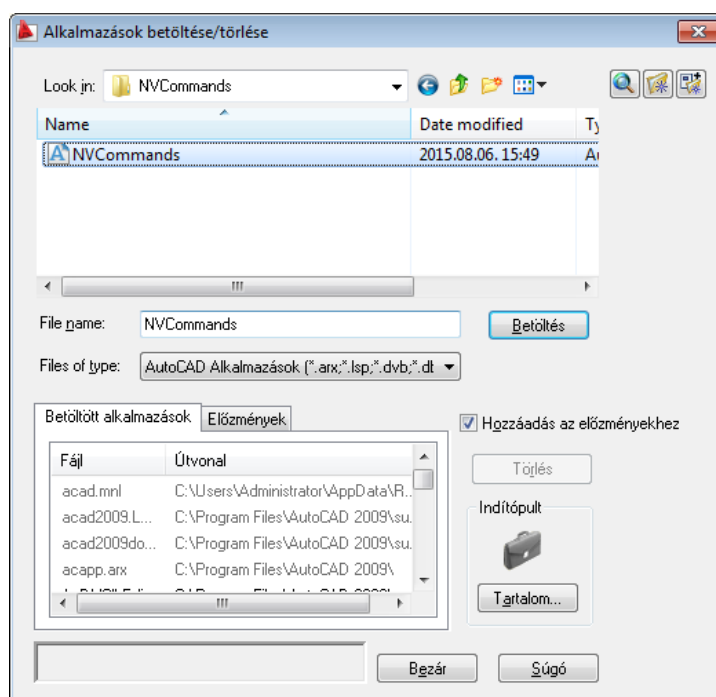 Alkalmazások betöltése/törlése
Look in: NVCommands
Name Date modified Ty
NVCommands 2015.08.06. 15:49 Au
File name: NVCommands Betöltés
Files of type: AutoCAD Alkalmazások (*.arx;*.lsp;*.dvb;*.db
Betöltött alkalmazások Előzmények
Hozzáadás az előzményekhez
Fájl Útvonal
Törlés
acad.mnl C:\Users\Administrator\AppData\R...
acad2009.L... C:\Program Files\AutoCAD 2009\su...
Indítópult
acad2009do... C:\Program Files\AutoCAD 2009\su...
acapp.arx C:\Program Files\AutoCAD 2009\
Tartalom...
Bezár Súgó